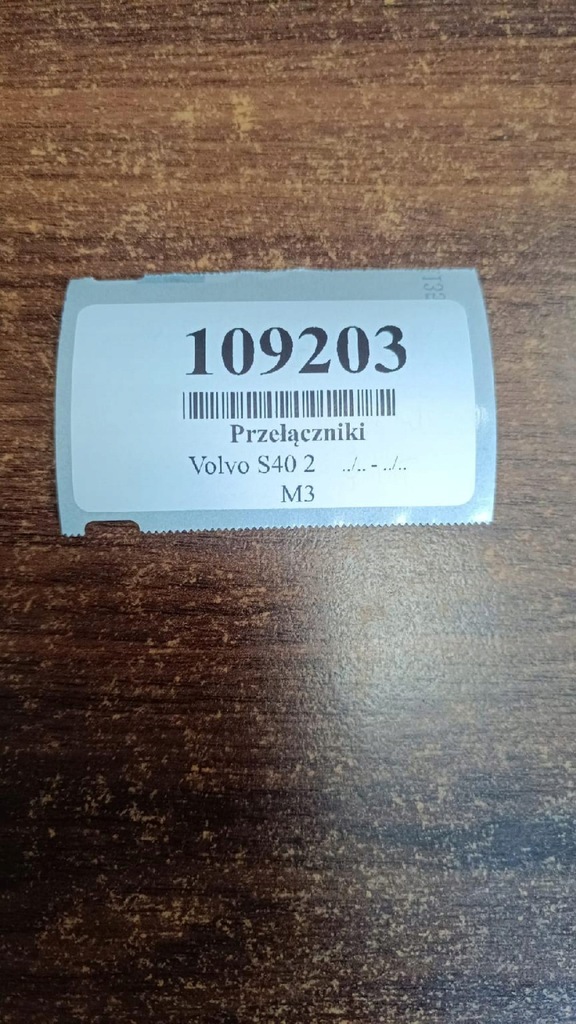 109203
Przełączniki
Volvo S40 2 ../.. - ../..
M3